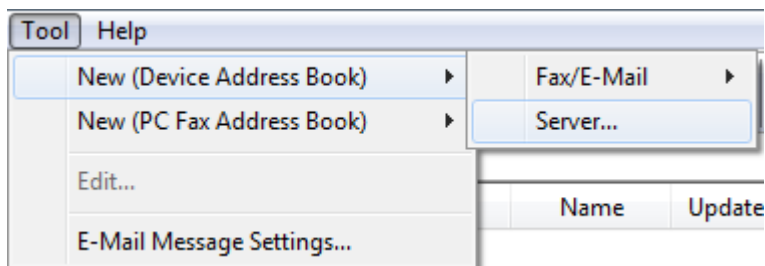 Tool Help
New (Device Address Book)
New (PC Fax Address Book)
Edit...
E-Mail Message Settings...
Fax/E-Mail
Server...
Name Update